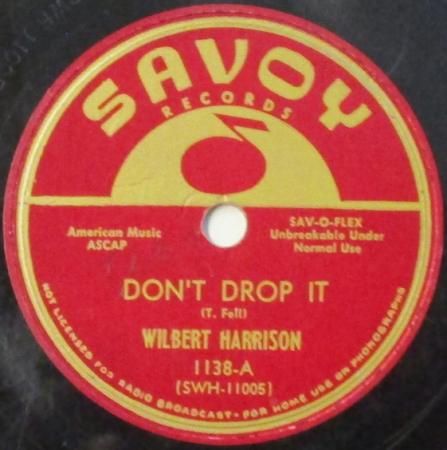 SAVOY
RECORDS
American Music
ASCAP
SAV-O-FLEX
Unbreakable Under
Normal Use
DON'T DROP IT
(T. Fell)
WILBERT HARRISON
1138-A
(SWH-11005)
NOT LICENSED FOR RADIO BROADCAST • FOR HOME USE ON PHONOGRAPHS